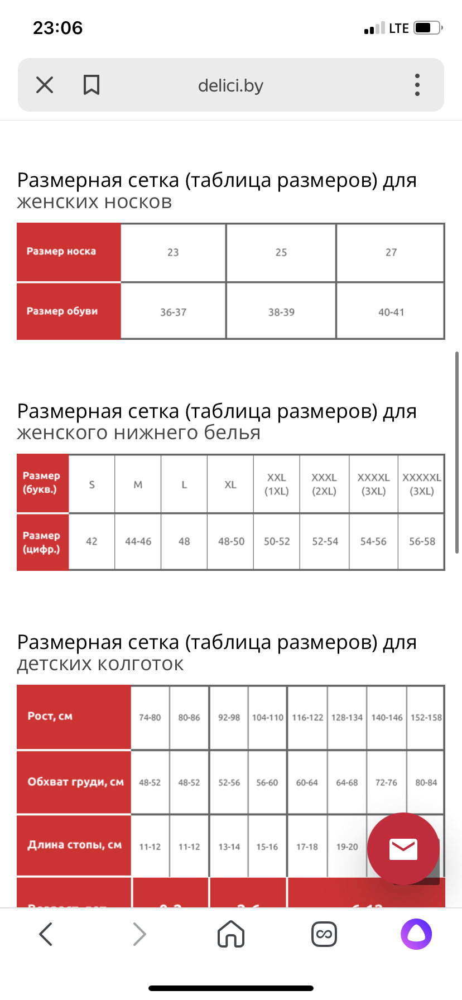 23:06
LTE
delici.by
Размерная сетка (таблица размеров) для
женских носков
Размер носка 23 25 27
Размер обуви 36-37 38-39 40-41
Размерная сетка (таблица размеров) для
женского нижнего белья
Размер (букв.) S M L XL XXL (1XL) XXXL (2XL) XXXXL (3XL) XXXXXL (3XL)
Размер (цифр.) 42 44-46 48 48-50 50-52 52-54 54-56 56-58
Размерная сетка (таблица размеров) для
детских колготок
Рост, см 74-80 80-86 92-98 104-110 116-122 128-134 140-146 152-158
Обхват груди, см 48-52 48-52 52-56 56-60 60-64 64-68 72-76 80-84
Длина стопы, см 11-12 11-12 13-14 15-16 17-18 19-20